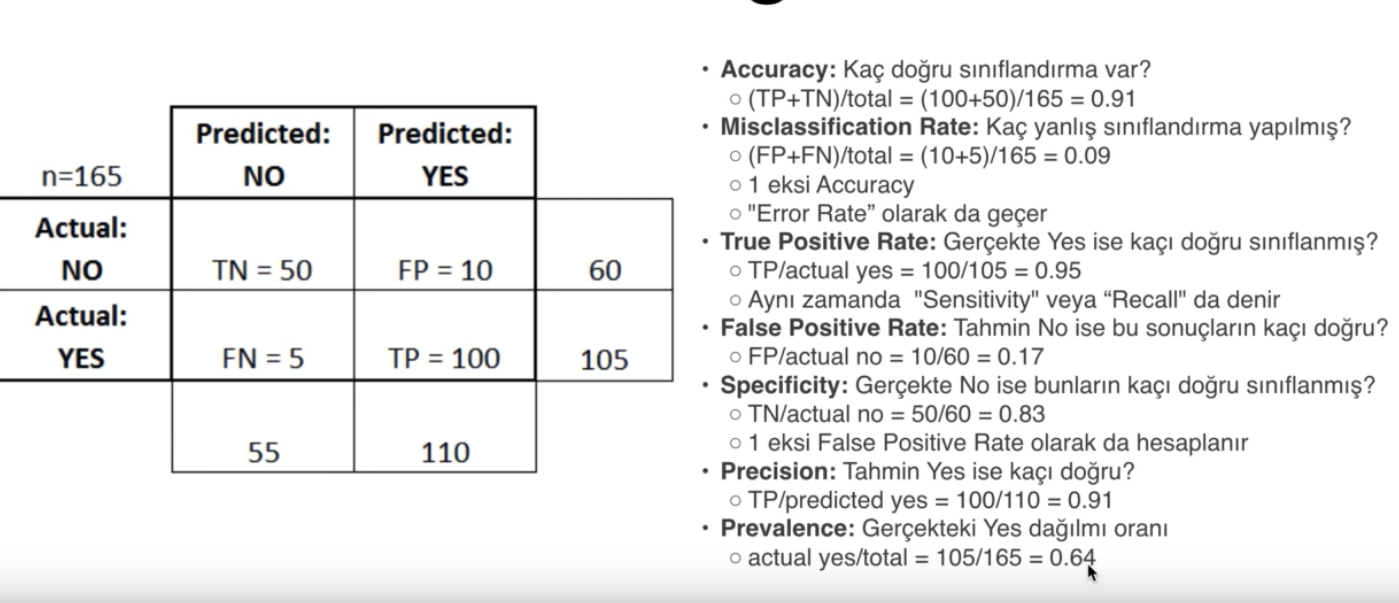 Predicted: Predicted:
n=165 NO YES
Actual:
NO TN = 50 FP = 10 60
Actual:
YES FN = 5 TP = 100 105
55 110
• Accuracy: Kaç doğru sınıflandırma var?
○ (TP+TN)/total = (100+50)/165 = 0.91
• Misclassification Rate: Kaç yanlış sınıflandırma yapılmış?
○ (FP+FN)/total = (10+5)/165 = 0.09
○ 1 eksi Accuracy
○ "Error Rate” olarak da geçer
• True Positive Rate: Gerçekte Yes ise kaçı doğru sınıflanmış?
○ TP/actual yes = 100/105 = 0.95
○ Aynı zamanda "Sensitivity" veya “Recall" da denir
• False Positive Rate: Tahmin No ise bu sonuçların kaçı doğru?
○ FP/actual no = 10/60 = 0.17
• Specificity: Gerçekte No ise bunların kaçı doğru sınıflanmış?
○ TN/actual no = 50/60 = 0.83
○ 1 eksi False Positive Rate olarak da hesaplanır
• Precision: Tahmin Yes ise kaçı doğru?
○ TP/predicted yes = 100/110 = 0.91
• Prevalence: Gerçekteki Yes dağılmı oranı
○ actual yes/total = 105/165 = 0.64